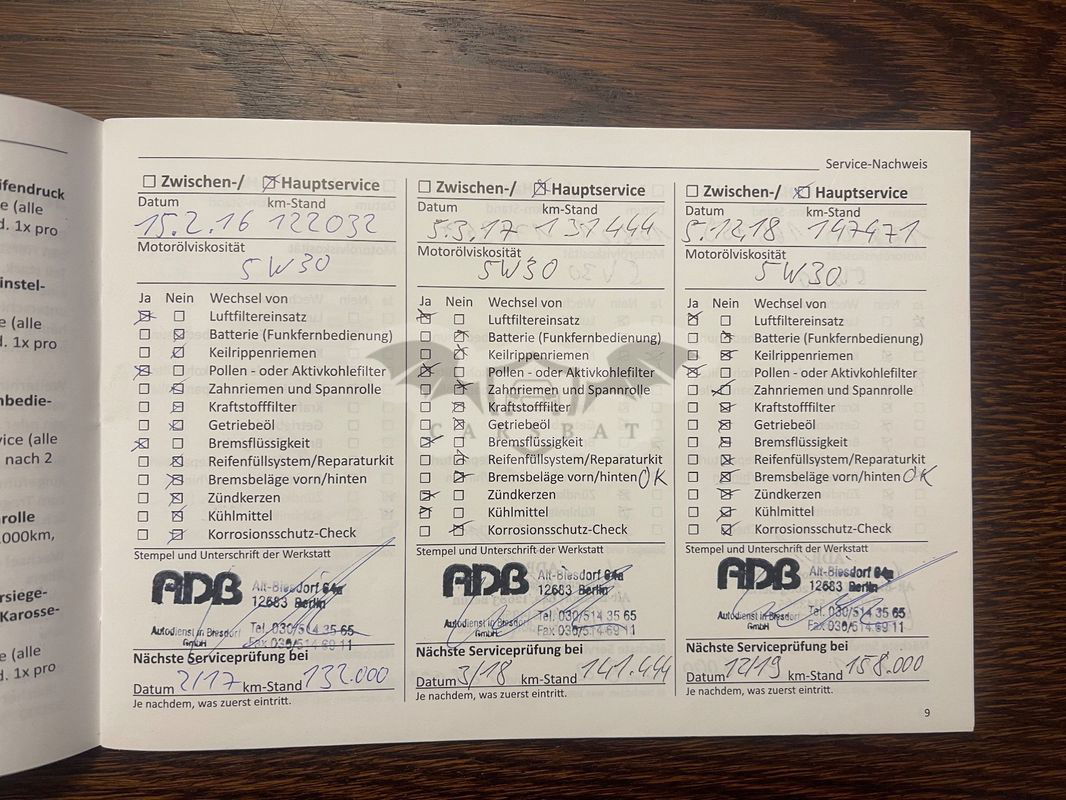 ifendruck
e (alle
d. 1x pro
instel-
e (alle
d. 1x pro
nbedie-
vice (alle
nach 2
rolle
.000km,
rsiege-
Karosse-
e (alle
d. 1x pro
Service-Nachweis
☐ Zwischen-/ ☒ Hauptservice
Datum km-Stand
15.2.16 122032
Motorölviskosität
5W30
Ja Nein Wechsel von
☒ ☐ Luftfiltereinsatz
☐ ☒ Batterie (Funkfernbedienung)
☐ ☒ Keilrippenriemen
☒ ☐ Pollen - oder Aktivkohlefilter
☐ ☒ Zahnriemen und Spannrolle
☐ ☒ Kraftstofffilter
☐ ☒ Getriebeöl
☒ ☐ Bremsflüssigkeit
☐ ☒ Reifenfüllsystem/Reparaturkit
☐ ☒ Bremsbeläge vorn/hinten
☐ ☒ Zündkerzen
☐ ☒ Kühlmittel
☐ ☒ Korrosionsschutz-Check
Stempel und Unterschrift der Werkstatt
ADB Alt-Biesdorf 64a
12683 Berlin
Autodienst in Biesdorf GmbH
Tel. 030/514 35 65
Fax 030/514 69 11
Nächste Serviceprüfung bei
Datum 2/17 km-Stand 132.000
Je nachdem, was zuerst eintritt.
☐ Zwischen-/ ☒ Hauptservice
Datum km-Stand
5.3.17 131444
Motorölviskosität
5W30
Ja Nein Wechsel von
☒ ☐ Luftfiltereinsatz
☐ ☒ Batterie (Funkfernbedienung)
☐ ☒ Keilrippenriemen
☒ ☐ Pollen - oder Aktivkohlefilter
☐ ☒ Zahnriemen und Spannrolle
☐ ☒ Kraftstofffilter
☐ ☒ Getriebeöl
☒ ☐ Bremsflüssigkeit
☐ ☒ Reifenfüllsystem/Reparaturkit
☐ ☒ Bremsbeläge vorn/hinten OK
☒ ☐ Zündkerzen
☒ ☐ Kühlmittel
☐ ☒ Korrosionsschutz-Check
Stempel und Unterschrift der Werkstatt
ADB Alt-Biesdorf 64a
12683 Berlin
Autodienst in Biesdorf GmbH
Tel. 030/514 35 65
Fax 030/514 69 11
Nächste Serviceprüfung bei
Datum 3/18 km-Stand 141.444
Je nachdem, was zuerst eintritt.
☐ Zwischen-/ ☒ Hauptservice
Datum km-Stand
5.12.18 147471
Motorölviskosität
5W30
Ja Nein Wechsel von
☒ ☐ Luftfiltereinsatz
☐ ☒ Batterie (Funkfernbedienung)
☐ ☒ Keilrippenriemen
☒ ☐ Pollen - oder Aktivkohlefilter
☐ ☒ Zahnriemen und Spannrolle
☐ ☒ Kraftstofffilter
☐ ☒ Getriebeöl
☐ ☒ Bremsflüssigkeit
☐ ☒ Reifenfüllsystem/Reparaturkit
☐ ☒ Bremsbeläge vorn/hinten OK
☐ ☒ Zündkerzen
☐ ☒ Kühlmittel
☐ ☒ Korrosionsschutz-Check
Stempel und Unterschrift der Werkstatt
ADB Alt-Biesdorf 64a
12683 Berlin
Autodienst in Biesdorf GmbH
Tel. 030/514 35 65
Fax 030/514 69 11
Nächste Serviceprüfung bei
Datum 12/19 km-Stand 158.000
Je nachdem, was zuerst eintritt.
9
CARSBAT